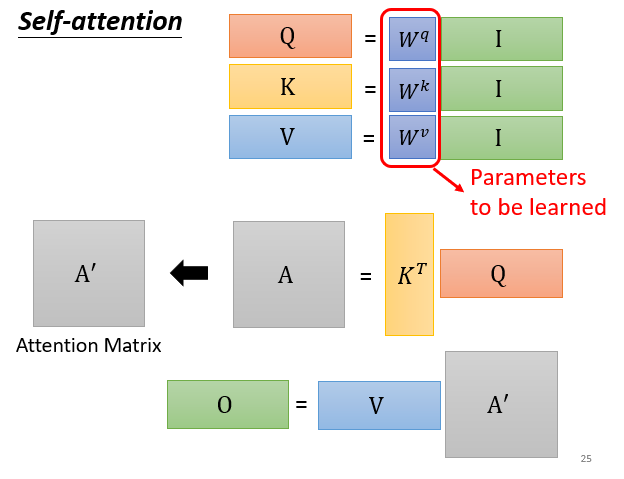 Self-attention
Q = W^q I
K = W^k I
V = W^v I
Parameters
to be learned
A′ A = K^T Q
Attention Matrix
O = V A′
25